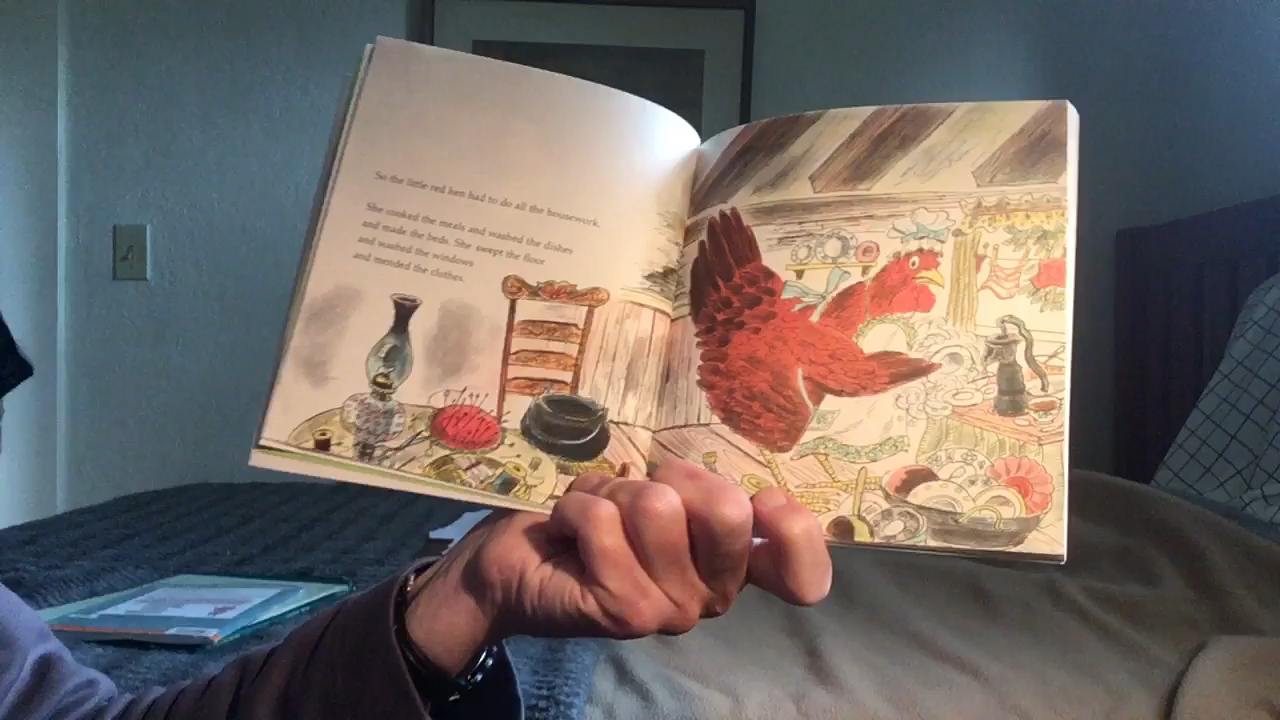 So the little red hen had to do all the housework.
She cooked the meals and washed the dishes
and made the beds. She swept the floor
and washed the windows
and mended the clothes.